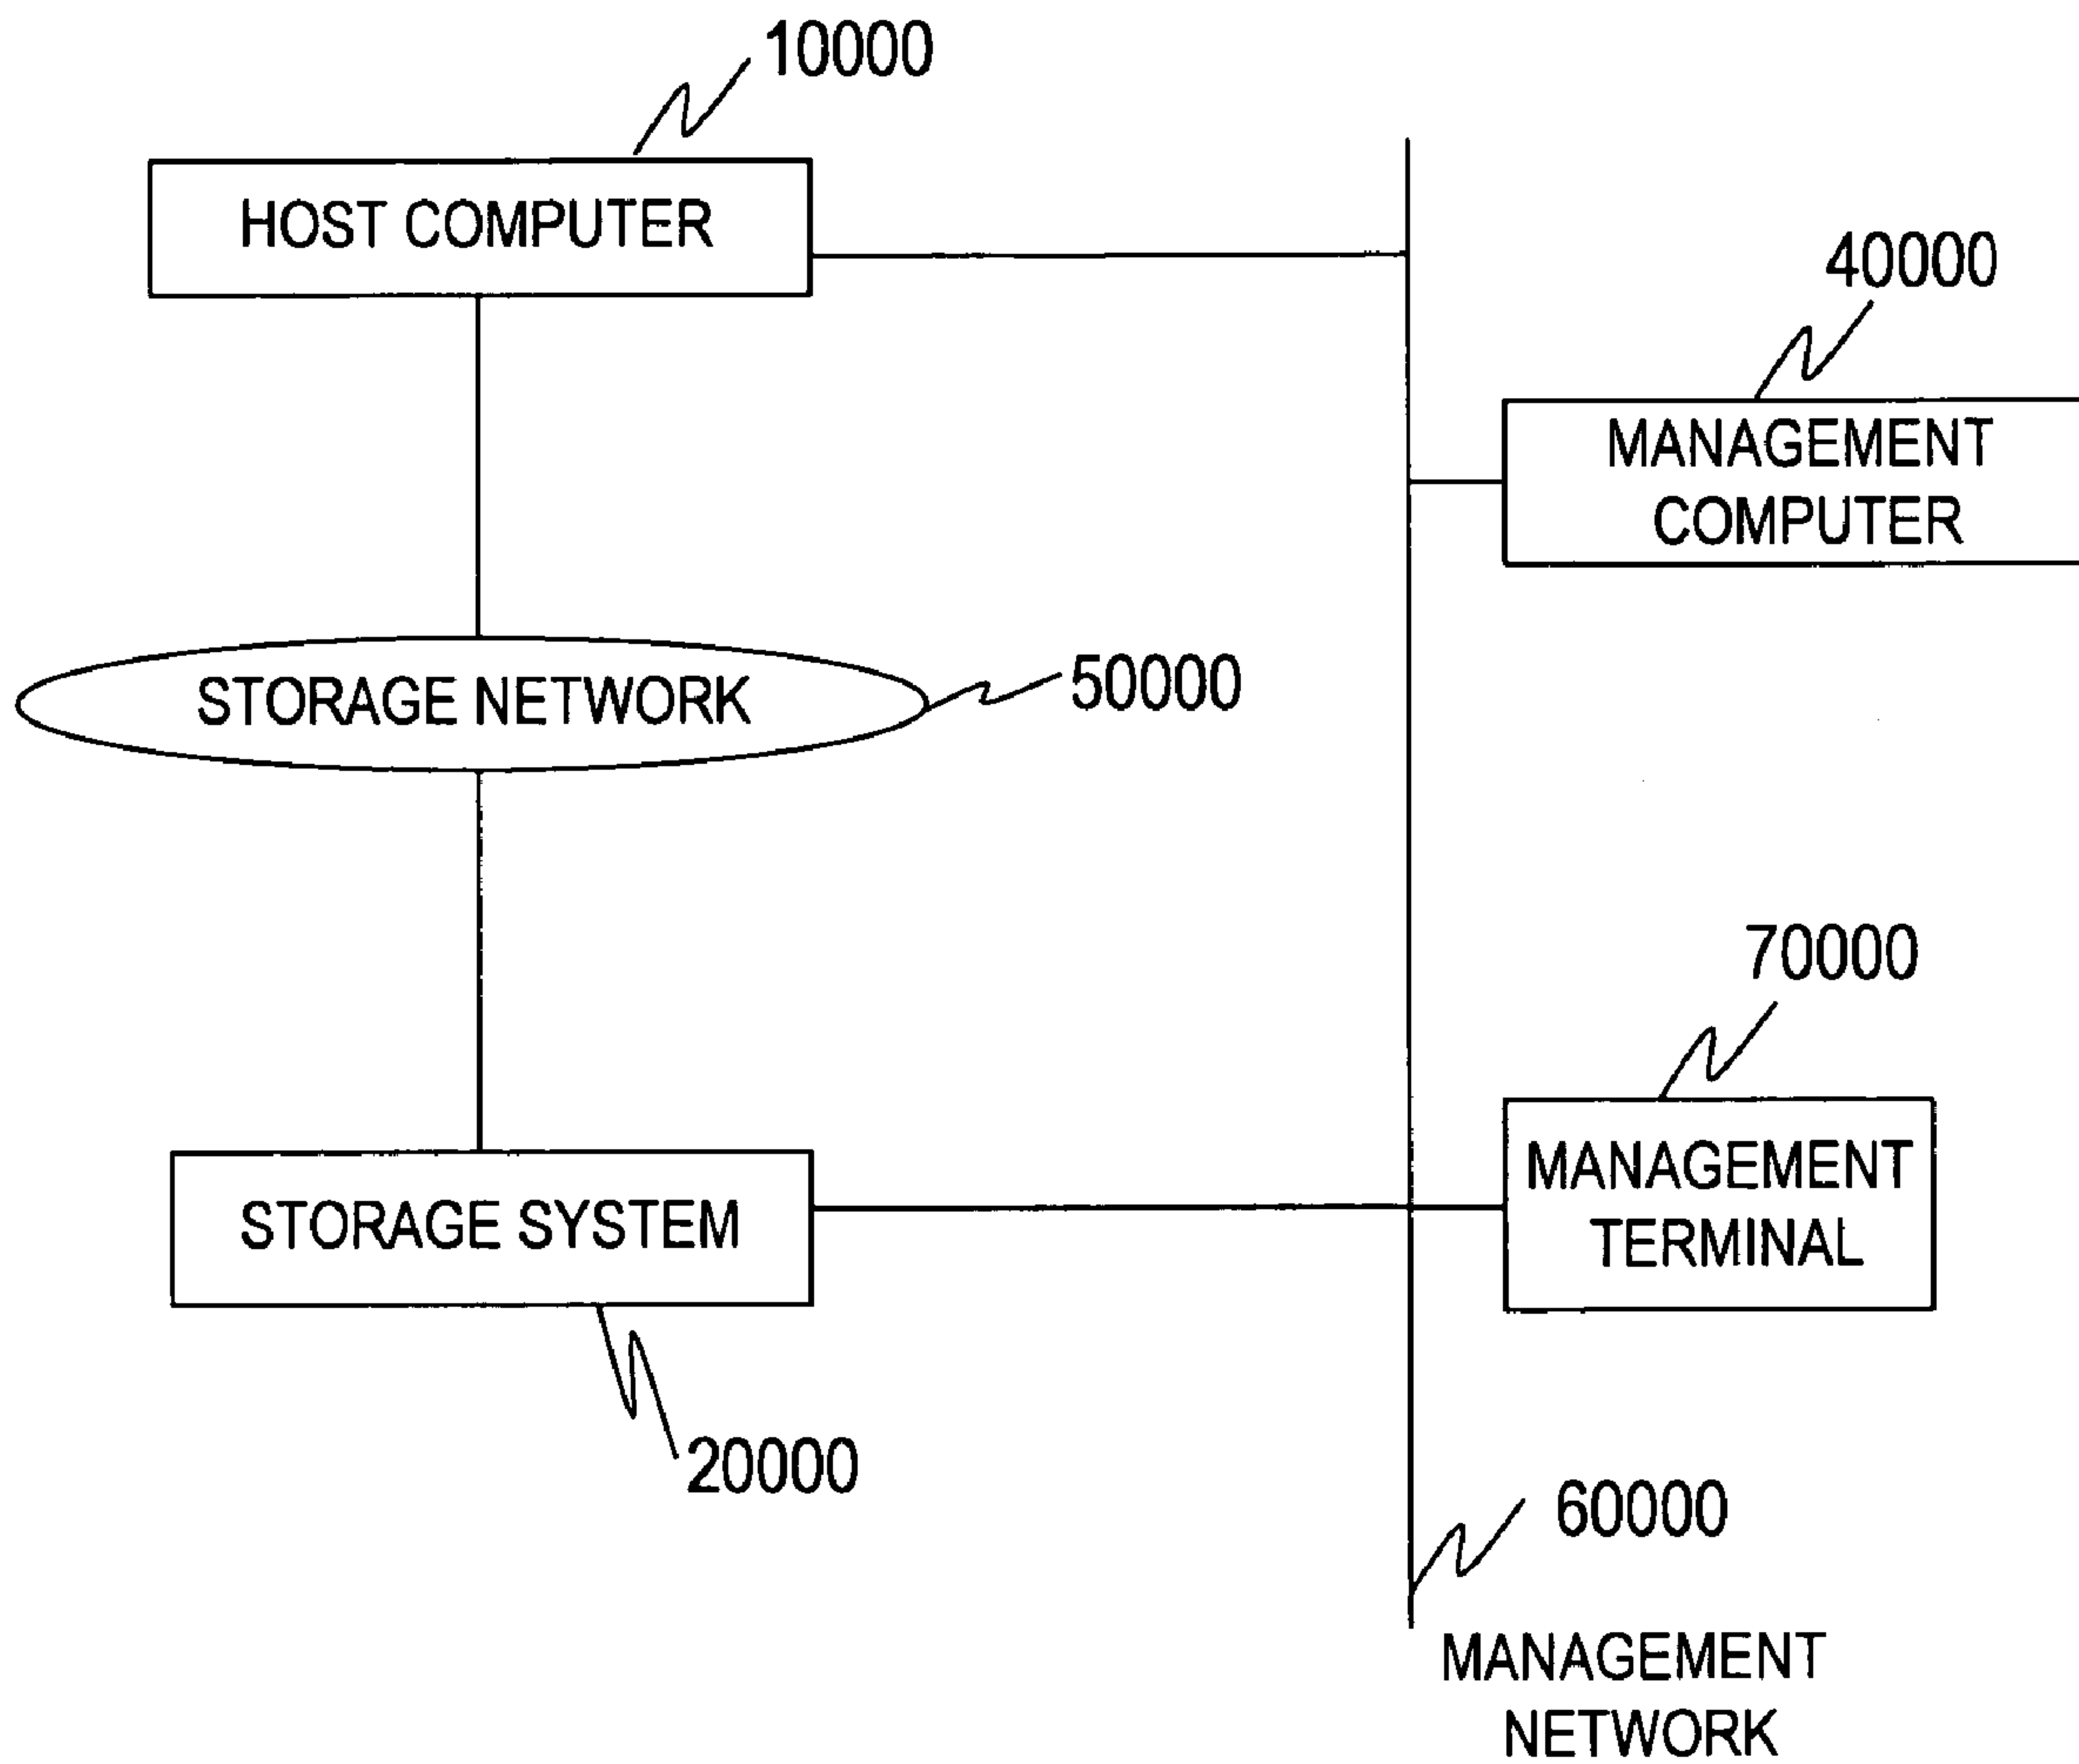 10000
HOST COMPUTER
40000
MANAGEMENT
COMPUTER
STORAGE NETWORK
50000
70000
MANAGEMENT
TERMINAL
STORAGE SYSTEM
20000
60000
MANAGEMENT
NETWORK